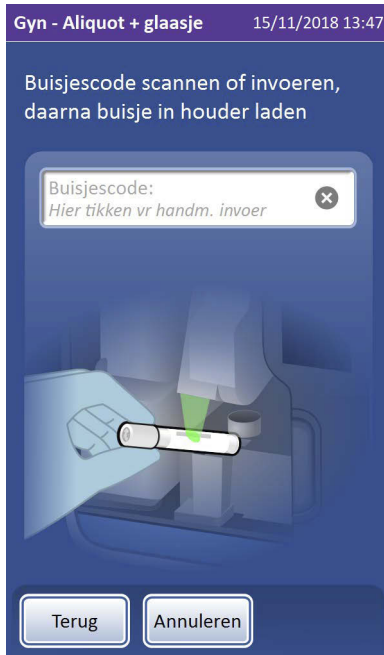 Gyn - Aliquot + glaasje 15/11/2018 13:47
Buisjescode scannen of invoeren,
daarna buisje in houder laden
Buisjescode:
Hier tikken vr handm. invoer
Terug Annuleren